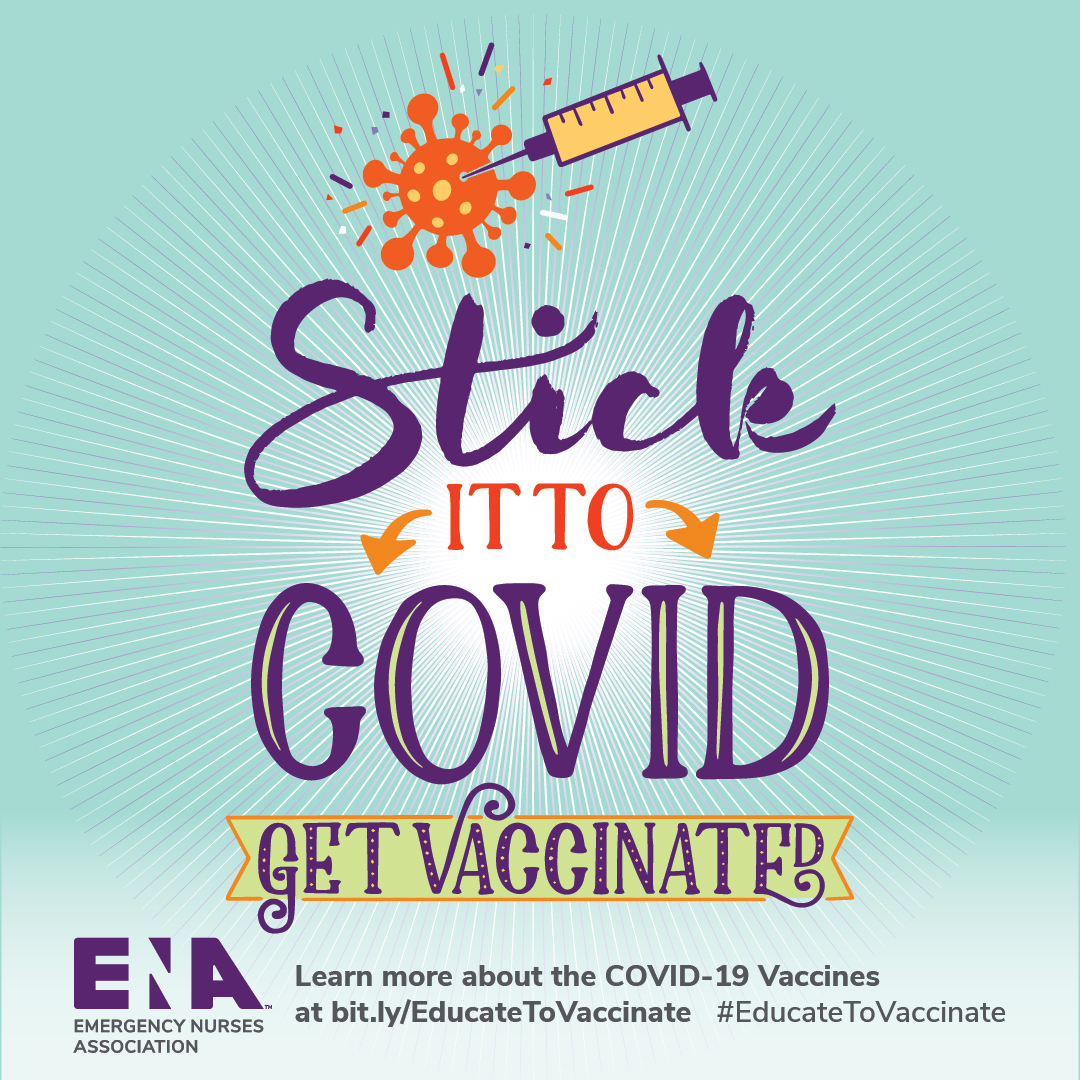 Stick
IT TO
COVID
GET VACCINATED
ENA™
EMERGENCY NURSES
ASSOCIATION
Learn more about the COVID-19 Vaccines
at bit.ly/EducateToVaccinate #EducateToVaccinate